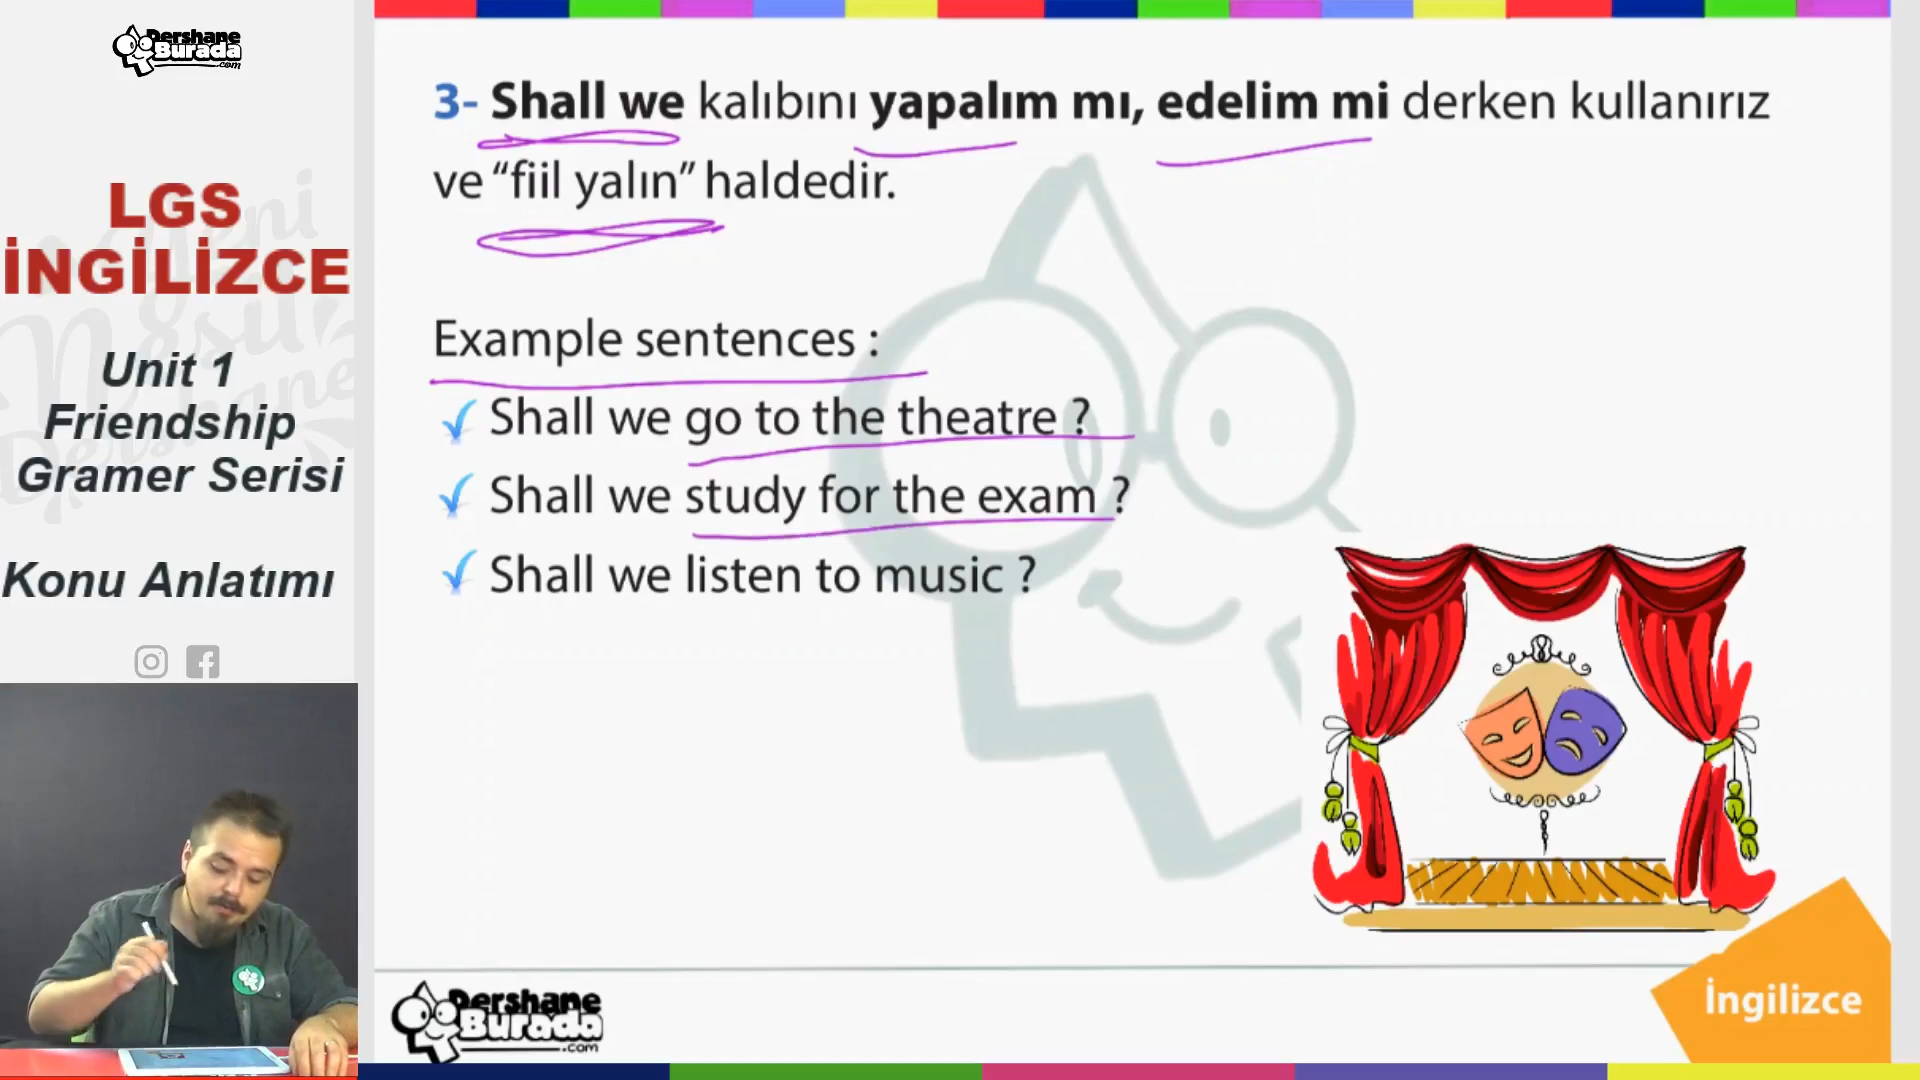 Dershane
Burada
.com
LGS
İNGİLİZCE
Unit 1
Friendship
Gramer Serisi
Konu Anlatımı
3- Shall we kalıbını yapalım mı, edelim mi derken kullanırız
ve “fiil yalın” haldedir.
Example sentences :
Shall we go to the theatre ?
Shall we study for the exam ?
Shall we listen to music ?
Dershane
Burada
.com
İngilizce